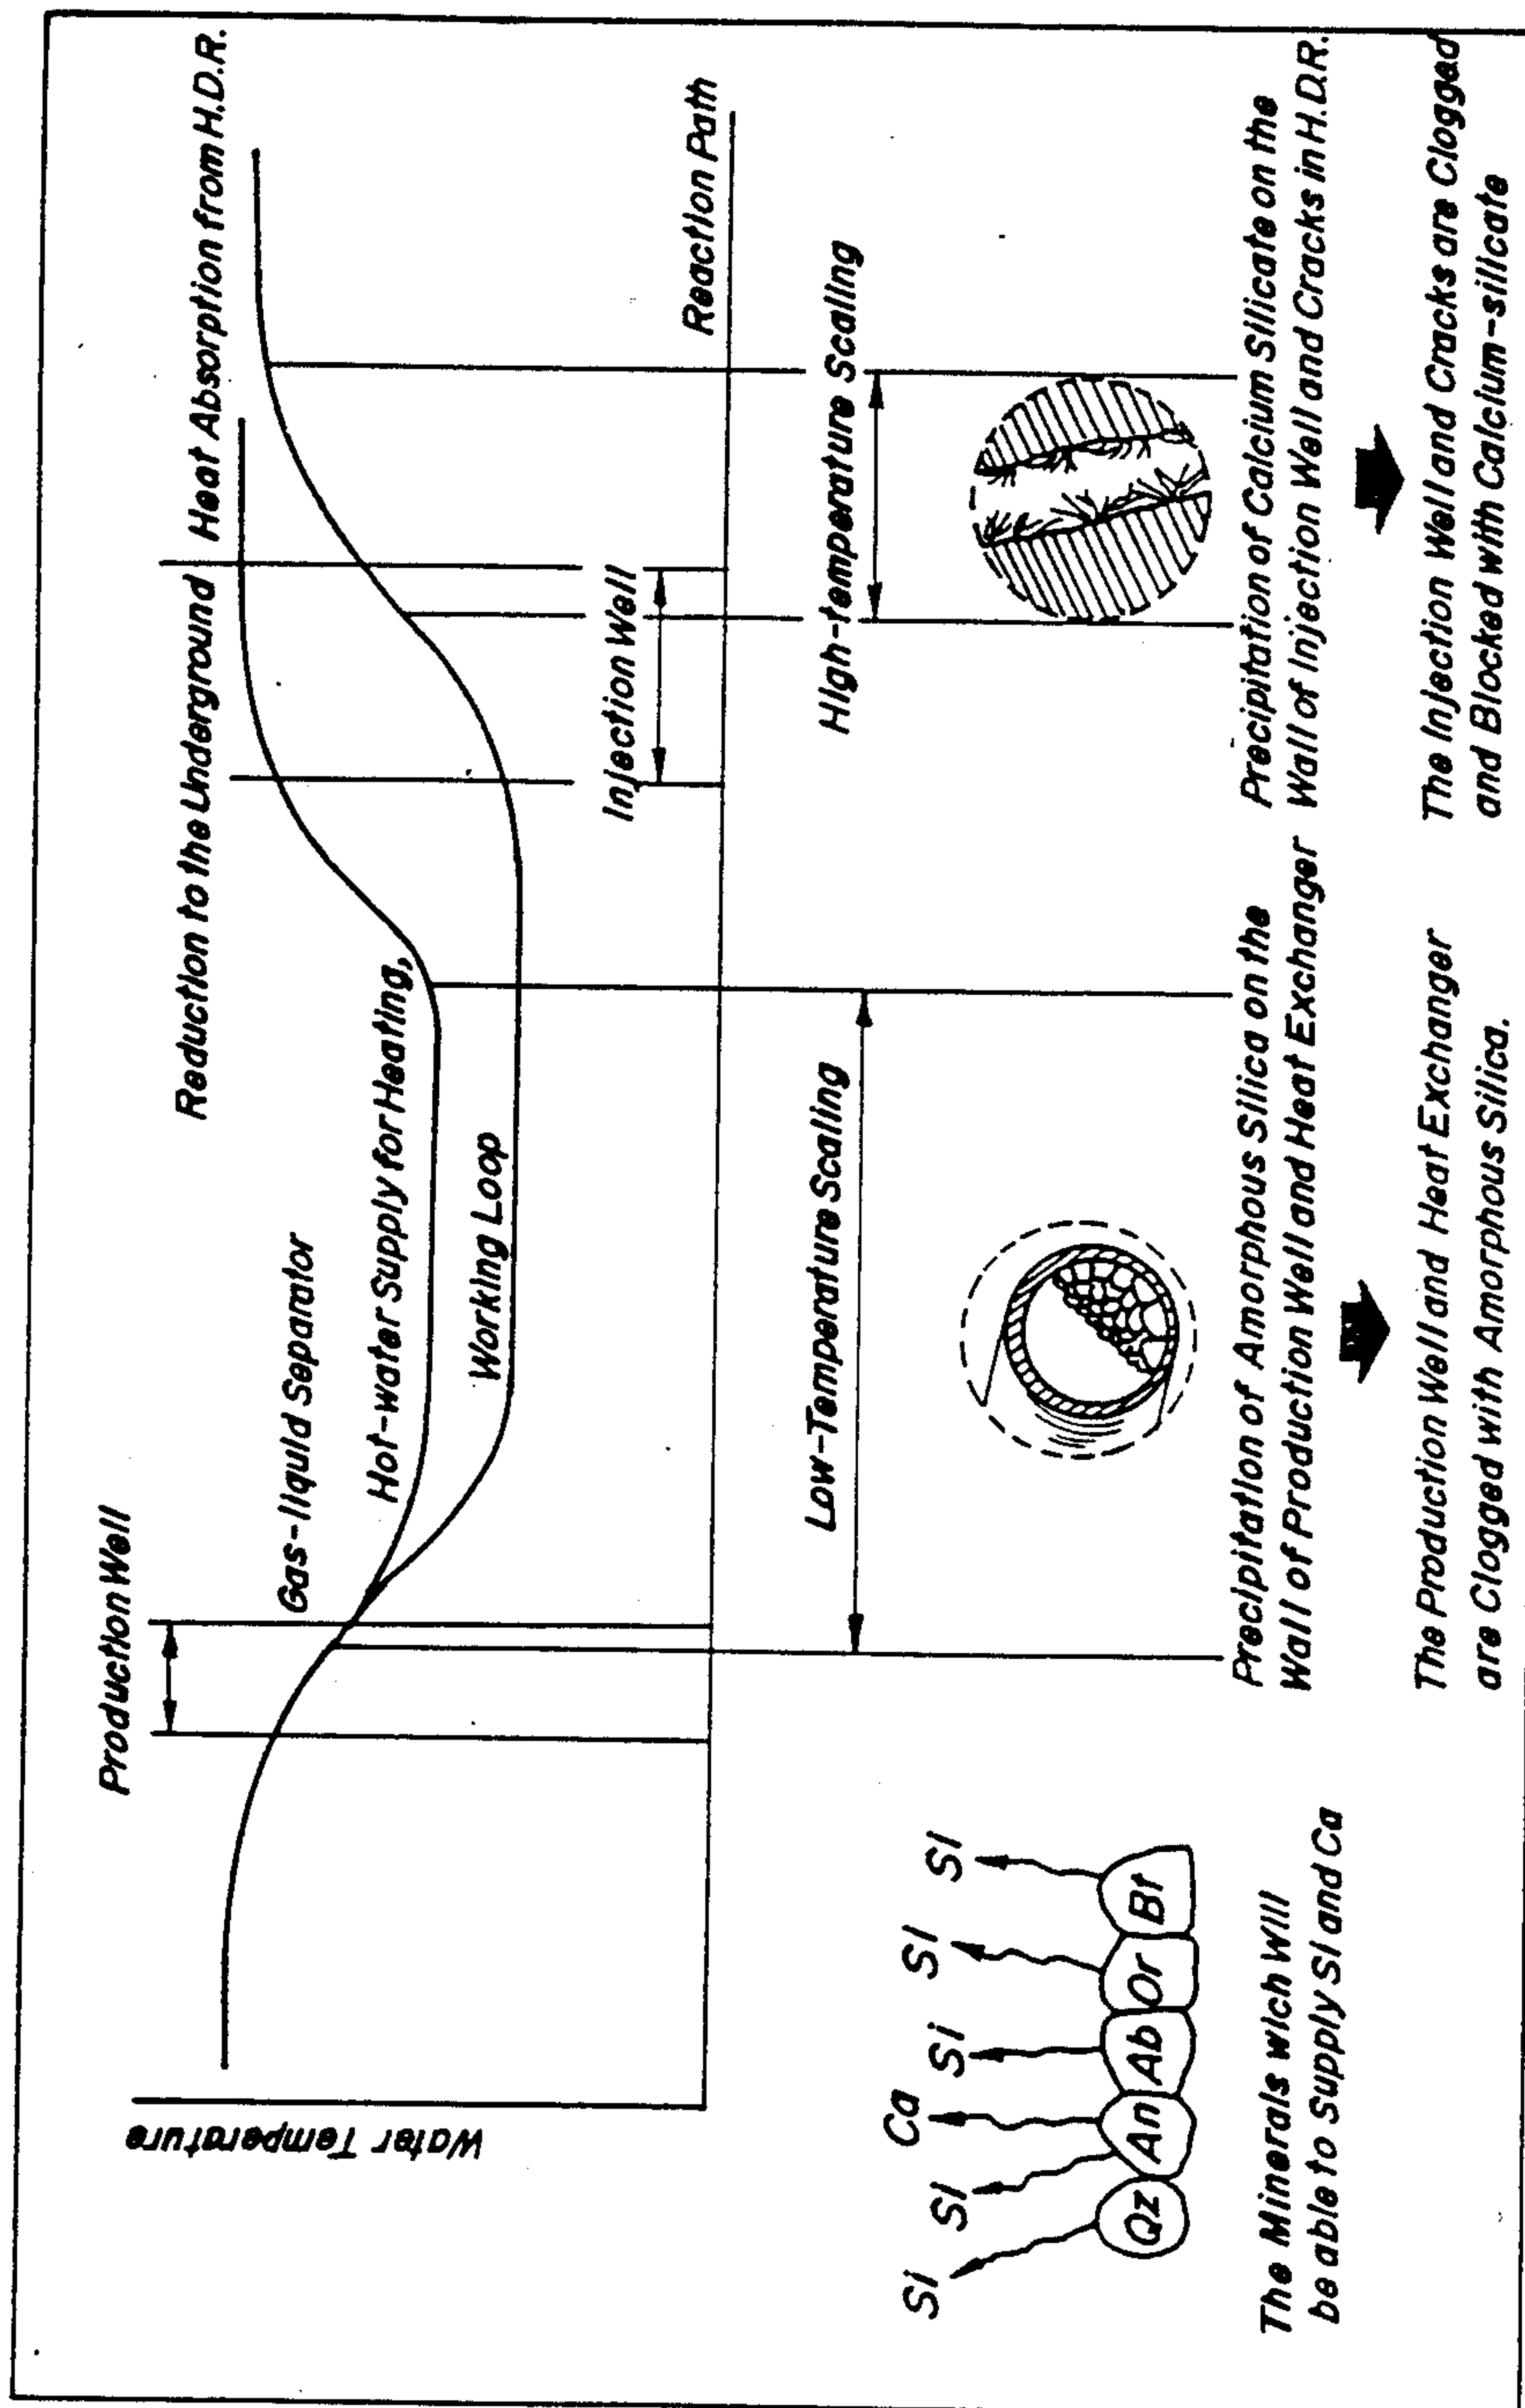 Production Well
Gas-liquid Separator
Reduction to the Underground
Heat Absorption from H.D.R.
Hot-water Supply for Heating,
Working Loop
Water Temperature
Injection Well
Reaction Path
Low-Temperature Scaling
High-temperature Scaling
Si
Si
Ca
Si
Si
Si
Qz
An
Ab
Or
Bt
The Minerals wich Will
be able to Supply Si and Ca
Precipitation of Amorphous Silica on the
Wall of Production Well and Heat Exchanger
Precipitation of Calcium Silicate on the
Wall of Injection Well and Cracks in H.D.R.
The Production Well and Heat Exchanger
are Clogged with Amorphous Silica.
The Injection Well and Cracks are Clogged
and Blocked with Calcium-silicate